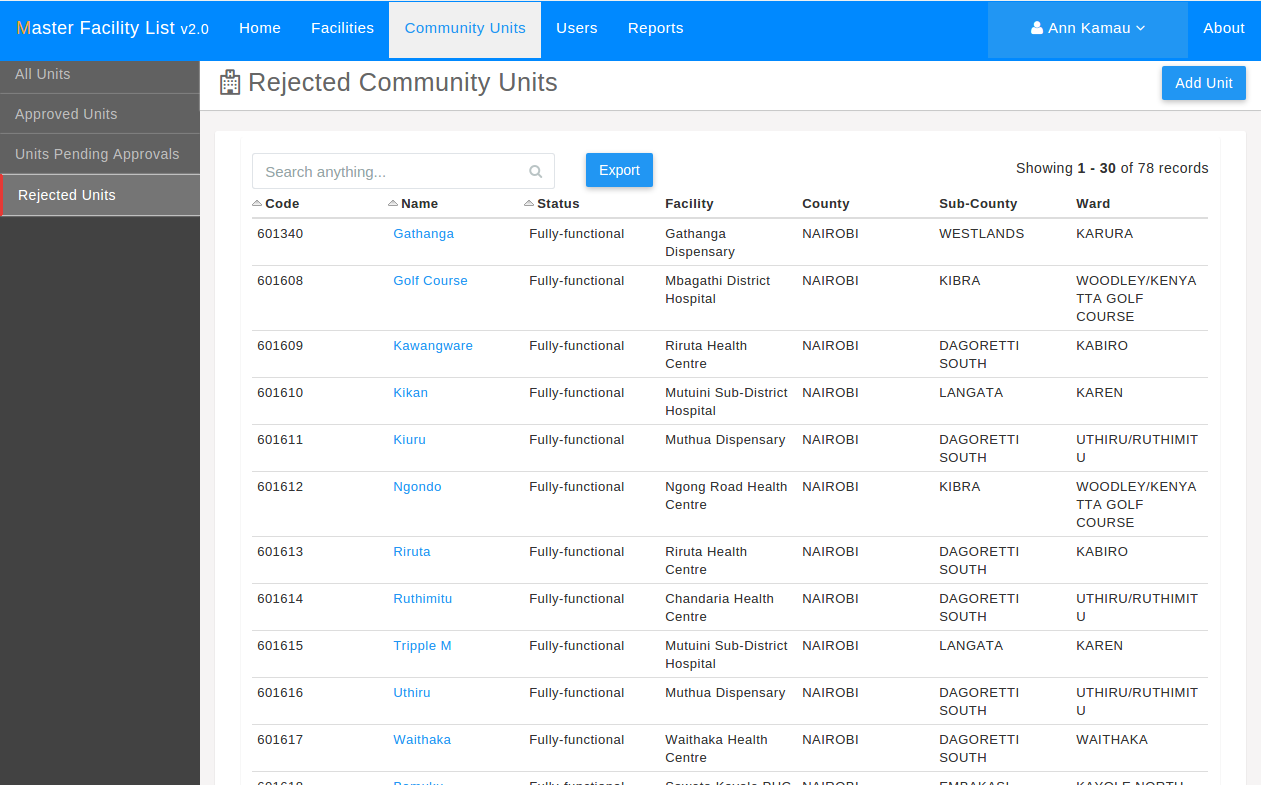 Master Facility List v2.0 Home Facilities Community Units Users Reports Ann Kamau About
All Units
Approved Units
Units Pending Approvals
Rejected Units
Rejected Community Units Add Unit
Search anything... Export Showing 1 - 30 of 78 records
Code Name Status Facility County Sub-County Ward
601340 Gathanga Fully-functional Gathanga NAIROBI WESTLANDS KARURA
Dispensary
601608 Golf Course Fully-functional Mbagathi District NAIROBI KIBRA WOODLEY/KENYA
Hospital TTA GOLF
COURSE
601609 Kawangware Fully-functional Riruta Health NAIROBI DAGORETTI KABIRO
Centre SOUTH
601610 Kikan Fully-functional Mutuini Sub-District NAIROBI LANGATA KAREN
Hospital
601611 Kiuru Fully-functional Muthua Dispensary NAIROBI DAGORETTI UTHIRU/RUTHIMIT
SOUTH U
601612 Ngondo Fully-functional Ngong Road Health NAIROBI KIBRA WOODLEY/KENYA
Centre TTA GOLF
COURSE
601613 Riruta Fully-functional Riruta Health NAIROBI DAGORETTI KABIRO
Centre SOUTH
601614 Ruthimitu Fully-functional Chandaria Health NAIROBI DAGORETTI UTHIRU/RUTHIMIT
Centre SOUTH U
601615 Tripple M Fully-functional Mutuini Sub-District NAIROBI LANGATA KAREN
Hospital
601616 Uthiru Fully-functional Muthua Dispensary NAIROBI DAGORETTI UTHIRU/RUTHIMIT
SOUTH U
601617 Waithaka Fully-functional Waithaka Health NAIROBI DAGORETTI WAITHAKA
Centre SOUTH
601618 Fully-functional NAIROBI EMBAKASI KAYOLE NORTH